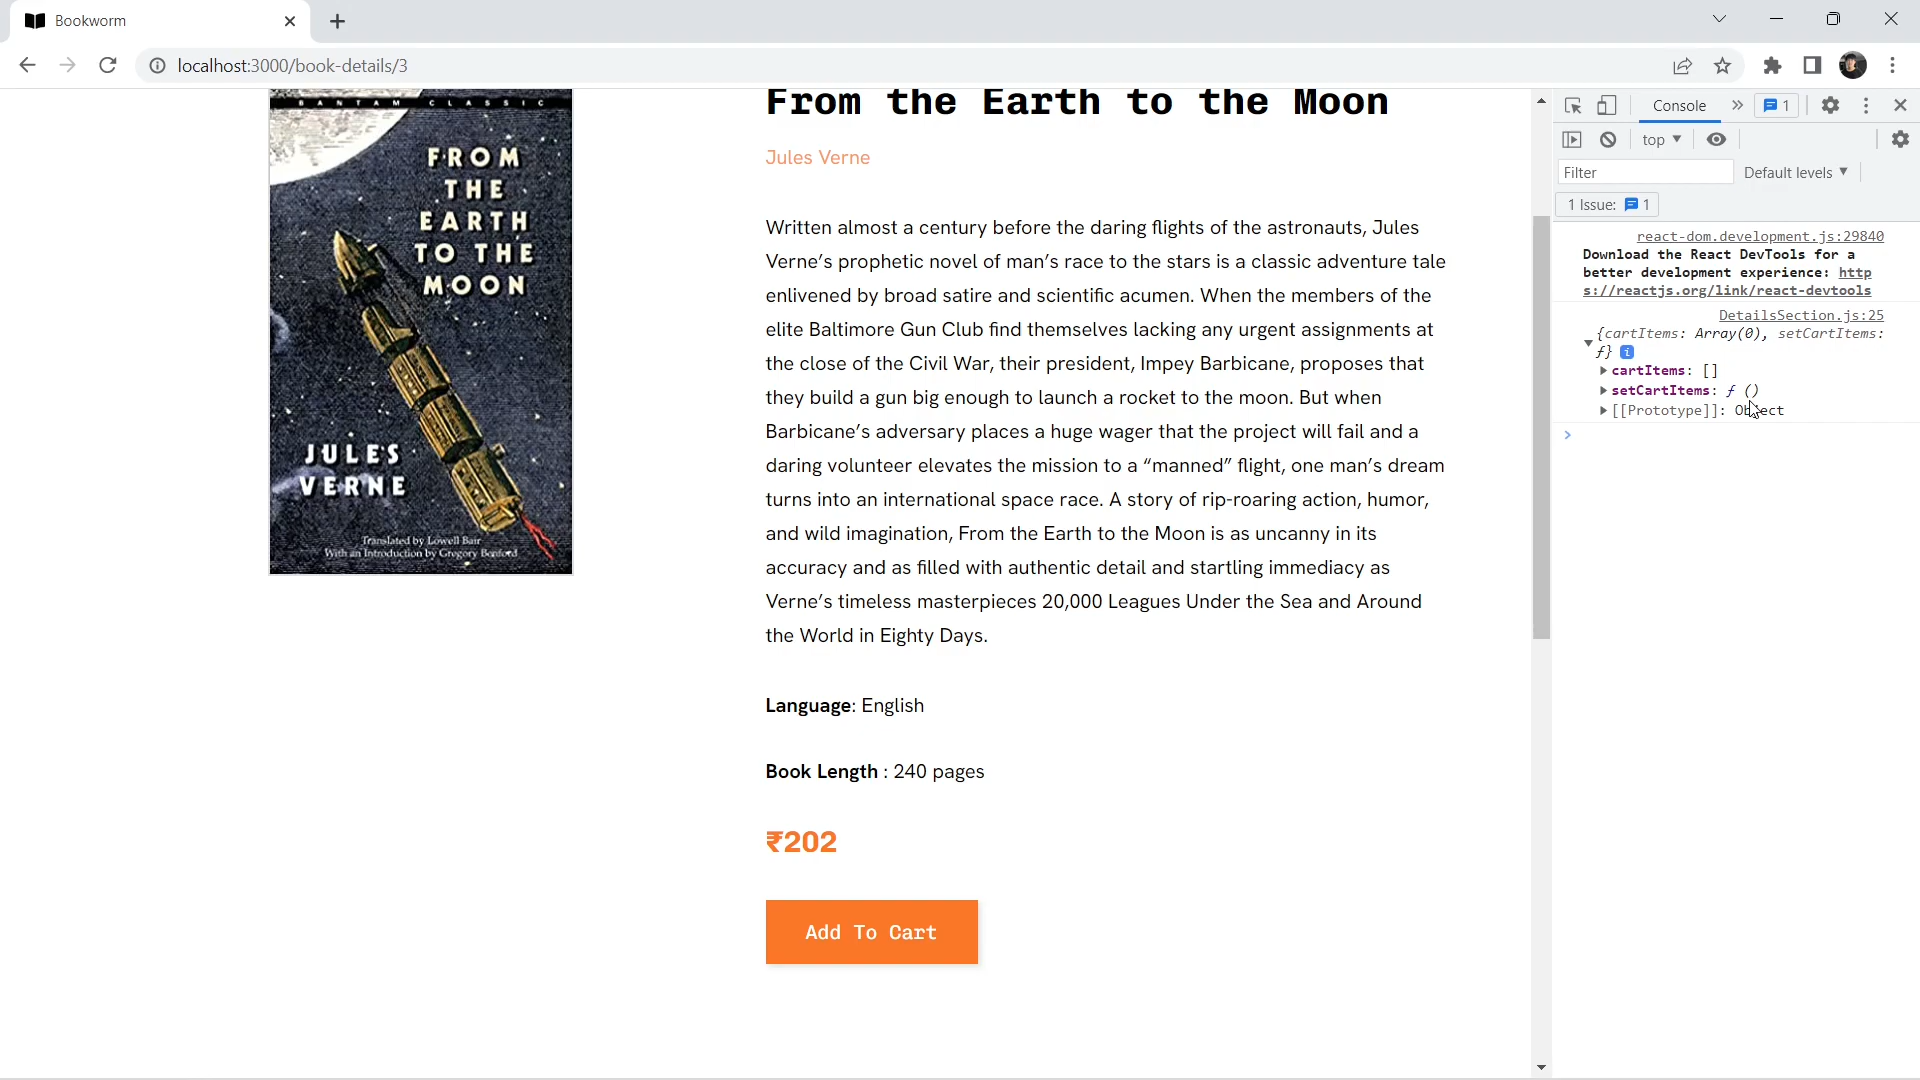 Bookworm
localhost:3000/book-details/3
BANTAM CLASSIC
FROM
THE
EARTH
TO THE
MOON
JULES
VERNE
Translated by Lowell Bair
With an Introduction by Gregory Benford
From the Earth to the Moon
Jules Verne
Written almost a century before the daring flights of the astronauts, Jules
Verne’s prophetic novel of man’s race to the stars is a classic adventure tale
enlivened by broad satire and scientific acumen. When the members of the
elite Baltimore Gun Club find themselves lacking any urgent assignments at
the close of the Civil War, their president, Impey Barbicane, proposes that
they build a gun big enough to launch a rocket to the moon. But when
Barbicane’s adversary places a huge wager that the project will fail and a
daring volunteer elevates the mission to a “manned” flight, one man’s dream
turns into an international space race. A story of rip-roaring action, humor,
and wild imagination, From the Earth to the Moon is as uncanny in its
accuracy and as filled with authentic detail and startling immediacy as
Verne’s timeless masterpieces 20,000 Leagues Under the Sea and Around
the World in Eighty Days.
Language: English
Book Length : 240 pages
₹202
Add To Cart
Console » 1
top ▼
Filter Default levels ▼
1 Issue: 1
react-dom.development.js:29840
Download the React DevTools for a
better development experience: http
s://reactjs.org/link/react-devtools
DetailsSection.js:25
{cartItems: Array(0), setCartItems:
ƒ} i
cartItems: []
setCartItems: ƒ ()
[[Prototype]]: Object